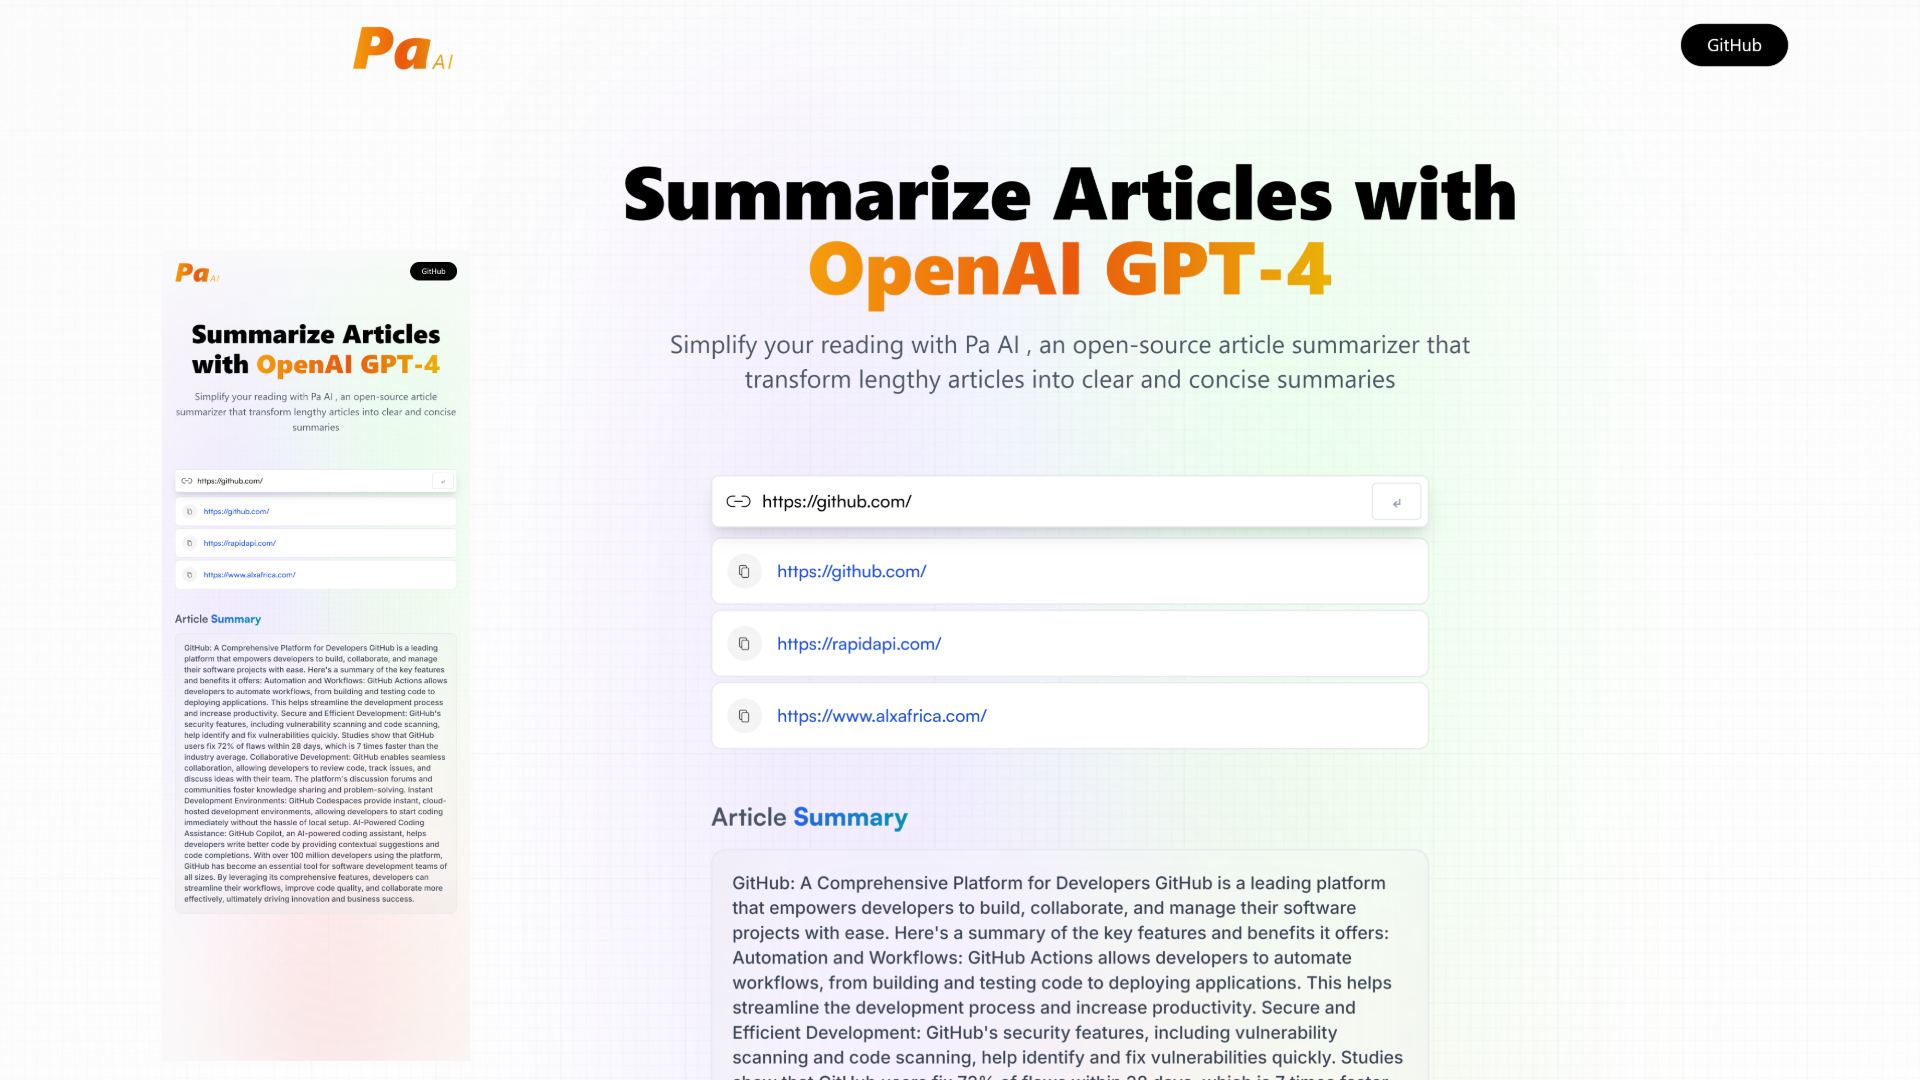 Pa AI
GitHub
Summarize Articles with
OpenAI GPT-4
Simplify your reading with Pa AI , an open-source article summarizer that
transform lengthy articles into clear and concise summaries
https://github.com/
https://github.com/
https://rapidapi.com/
https://www.alxafrica.com/
Article Summary
GitHub: A Comprehensive Platform for Developers GitHub is a leading platform
that empowers developers to build, collaborate, and manage their software
projects with ease. Here's a summary of the key features and benefits it offers:
Automation and Workflows: GitHub Actions allows developers to automate
workflows, from building and testing code to deploying applications. This helps
streamline the development process and increase productivity. Secure and
Efficient Development: GitHub's security features, including vulnerability
scanning and code scanning, help identify and fix vulnerabilities quickly. Studies
show that GitHub users fix 72% of flaws within 28 days, which is 7 times faster
Pa AI
GitHub
Summarize Articles
with OpenAI GPT-4
Simplify your reading with Pa AI , an open-source article
summarizer that transform lengthy articles into clear and concise
summaries
https://github.com/
https://github.com/
https://rapidapi.com/
https://www.alxafrica.com/
Article Summary
GitHub: A Comprehensive Platform for Developers GitHub is a leading
platform that empowers developers to build, collaborate, and manage
their software projects with ease. Here's a summary of the key features
and benefits it offers: Automation and Workflows: GitHub Actions allows
developers to automate workflows, from building and testing code to
deploying applications. This helps streamline the development process
and increase productivity. Secure and Efficient Development: GitHub's
security features, including vulnerability scanning and code scanning,
help identify and fix vulnerabilities quickly. Studies show that GitHub
users fix 72% of flaws within 28 days, which is 7 times faster than the
industry average. Collaborative Development: GitHub enables seamless
collaboration, allowing developers to review code, track issues, and
discuss ideas with their team. The platform's discussion forums and
communities foster knowledge sharing and problem-solving. Instant
Development Environments: GitHub Codespaces provide instant, cloud-
hosted development environments, allowing developers to start coding
immediately without the hassle of local setup. AI-Powered Coding
Assistance: GitHub Copilot, an AI-powered coding assistant, helps
developers write better code by providing contextual suggestions and
code completions. With over 100 million developers using the platform,
GitHub has become an essential tool for software development teams of
all sizes. By leveraging its comprehensive features, developers can
streamline their workflows, improve code quality, and collaborate more
effectively, ultimately driving innovation and business success.